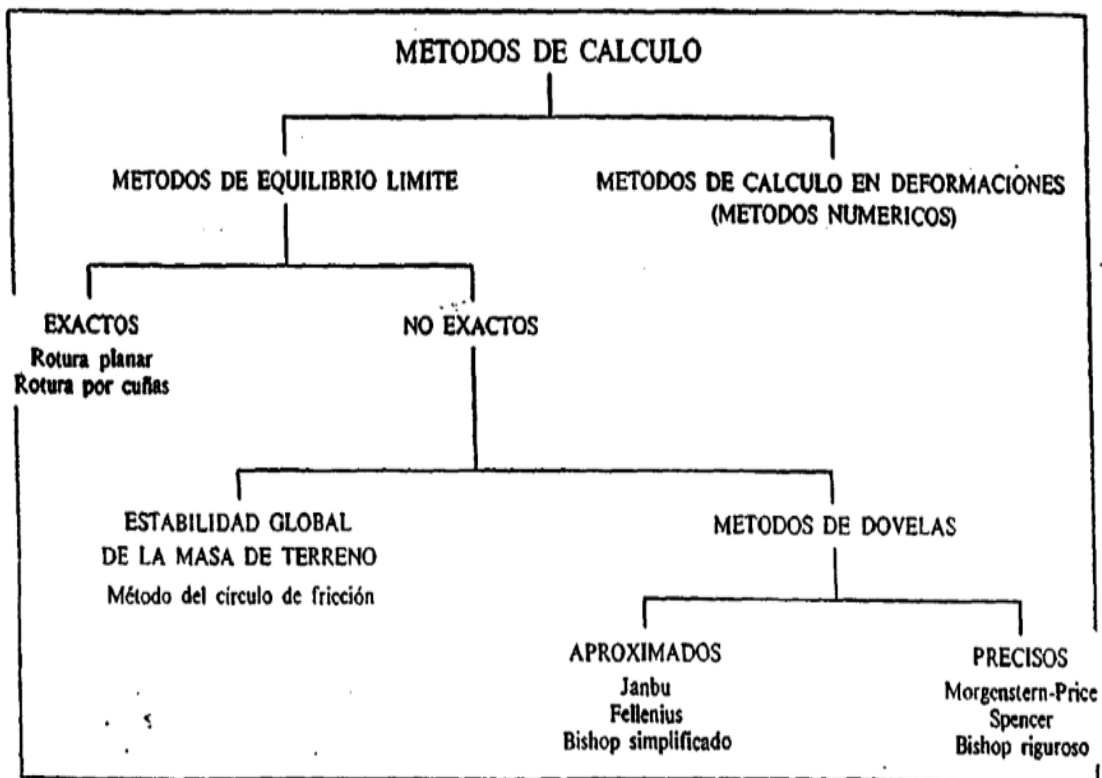 METODOS DE CALCULO
METODOS DE EQUILIBRIO LIMITE
METODOS DE CALCULO EN DEFORMACIONES
(METODOS NUMERICOS)
EXACTOS
Rotura planar
Rotura por cuñas
NO EXACTOS
ESTABILIDAD GLOBAL
DE LA MASA DE TERRENO
Método del círculo de fricción
METODOS DE DOVELAS
APROXIMADOS
Janbu
Fellenius
Bishop simplificado
PRECISOS
Morgenstern-Price
Spencer
Bishop riguroso